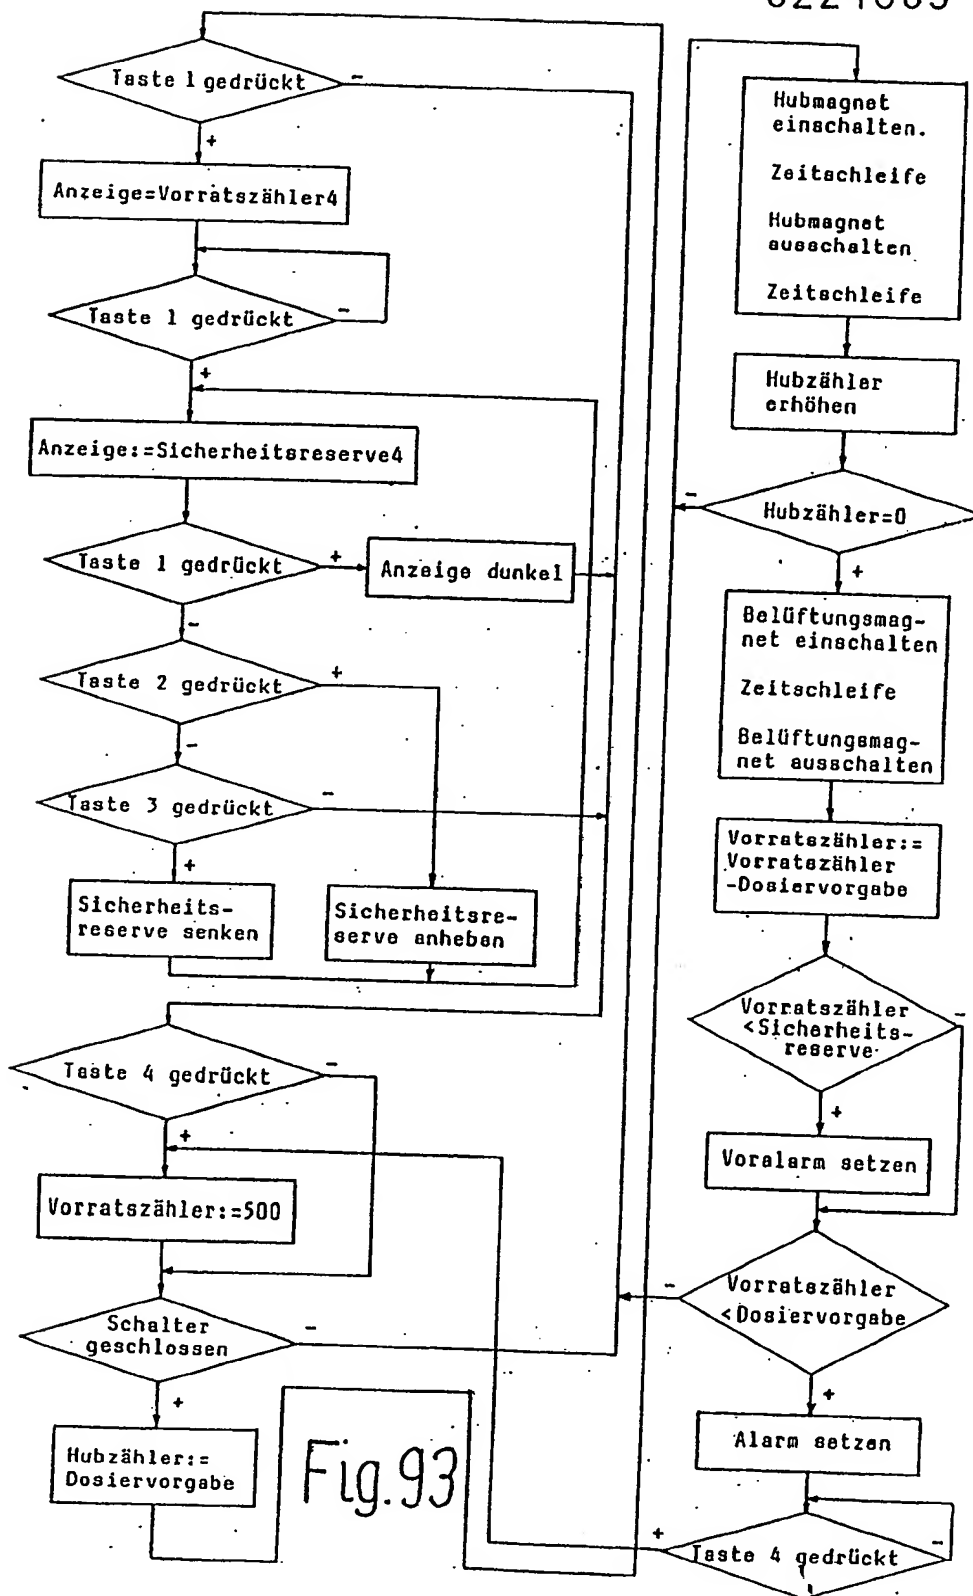 Taste 1 gedrückt
-
+
Anzeige=Vorratszähler4
Taste 1 gedrückt
-
+
Anzeige:=Sicherheitsreserve4
Taste 1 gedrückt
+
Anzeige dunkel
-
Taste 2 gedrückt
+
-
Taste 3 gedrückt
-
+
Sicherheits-
reserve senken
Sicherheitsre-
serve anheben
Taste 4 gedrückt
-
+
Vorratszähler:=500
Schalter
geschlossen
-
+
Hubzähler:=
Dosiervorgabe
Fig.93
Hubmagnet
einschalten.
Zeitschleife
Hubmagnet
ausschalten
Zeitschleife
Hubzähler
erhöhen
-
Hubzähler=0
+
Belüftungsmag-
net einschalten
Zeitschleife
Belüftungsmag-
net ausschalten
Vorratszähler:=
Vorratszähler
-Dosiervorgabe
Vorratszähler
<Sicherheits-
reserve
-
+
Voralarm setzen
-
Vorratszähler
<Dosiervorgabe
+
Alarm setzen
+
Taste 4 gedrückt
-